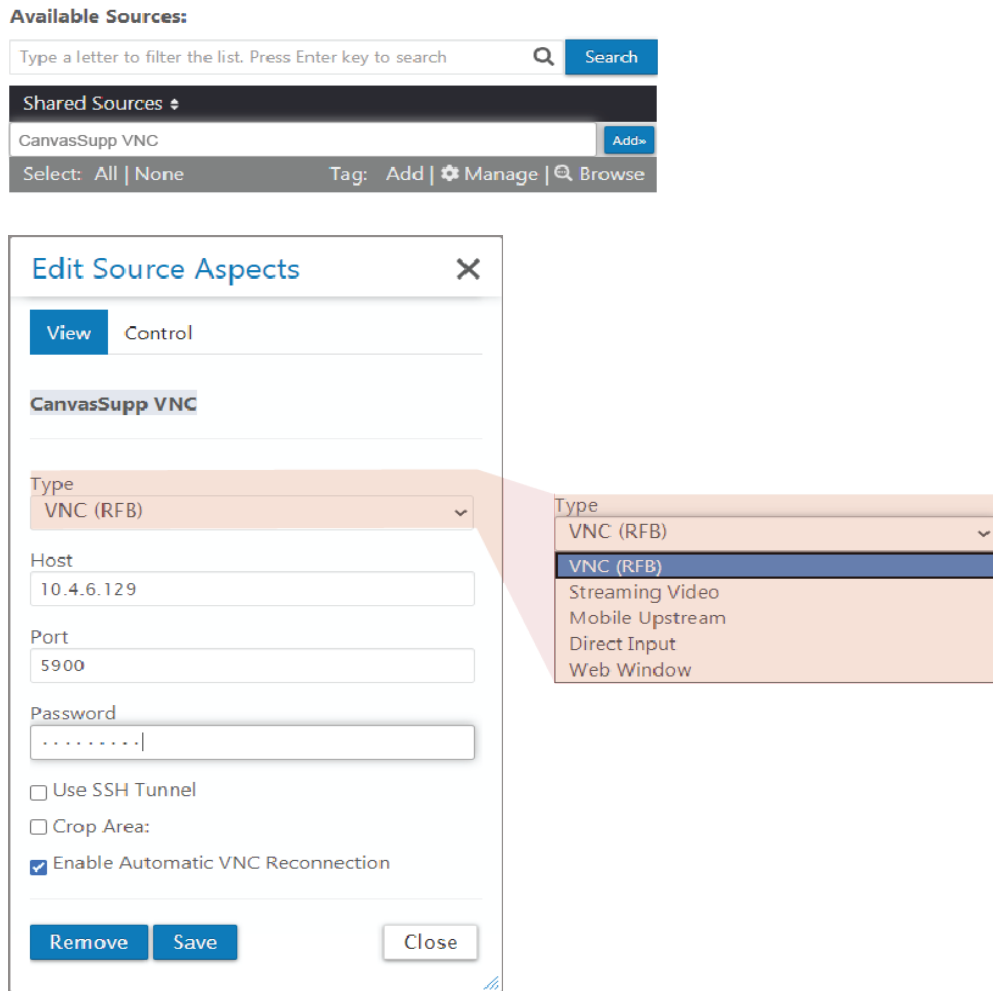 Available Sources:
Type a letter to filter the list. Press Enter key to search
Search
Shared Sources
CanvasSupp VNC
Add»
Select: All | None
Tag: Add | Manage | Browse
Edit Source Aspects
View
Control
CanvasSupp VNC
Type
VNC (RFB)
Host
10.4.6.129
Port
5900
Password
·········
Use SSH Tunnel
Crop Area:
Enable Automatic VNC Reconnection
Remove
Save
Close
Type
VNC (RFB)
VNC (RFB)
Streaming Video
Mobile Upstream
Direct Input
Web Window